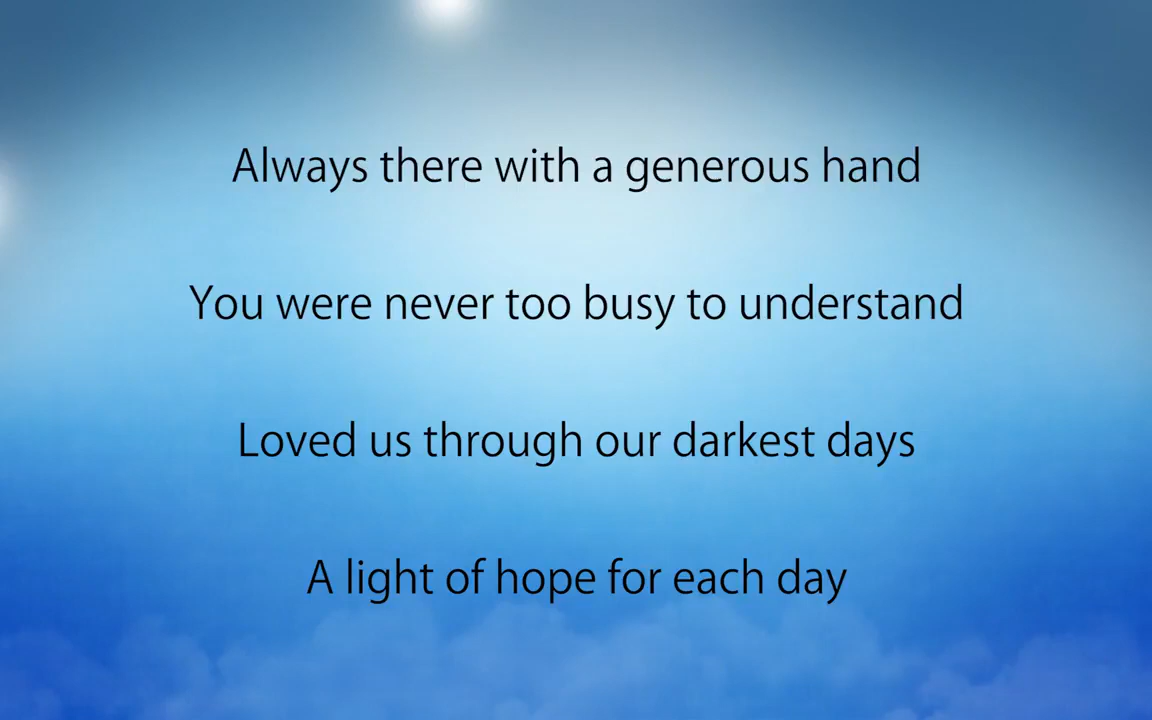 Always there with a generous hand
You were never too busy to understand
Loved us through our darkest days
A light of hope for each day